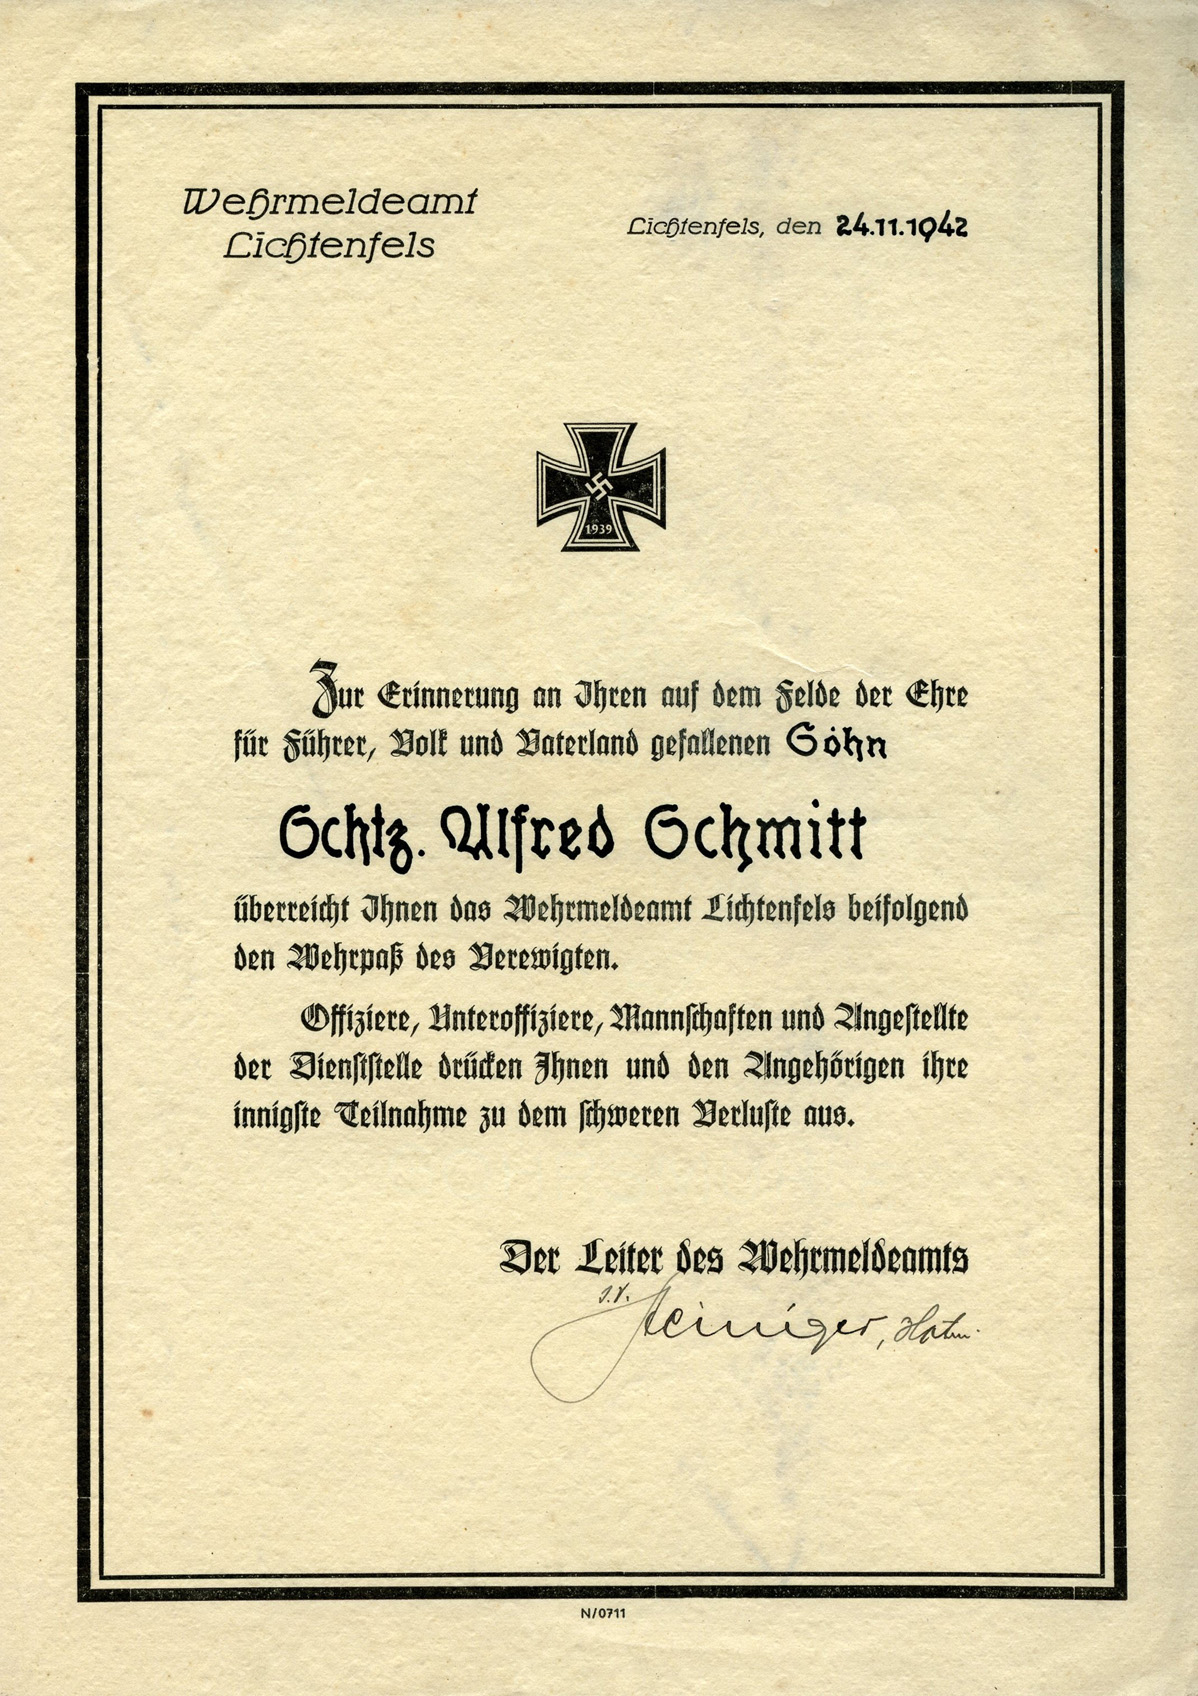 Wehrmeldeamt
Lichtenfels
Lichtenfels, den 24.11.1942
1939
Zur Erinnerung an Ihren auf dem Felde der Ehre
für Führer, Volk und Vaterland gefallenen Sohn
Schtz. Alfred Schmitt
überreicht Ihnen das Wehrmeldeamt Lichtenfels beifolgend
den Wehrpaß des Verewigten.
Offiziere, Unteroffiziere, Mannschaften und Angestellte
der Dienststelle drücken Ihnen und den Angehörigen ihre
innigste Teilnahme zu dem schweren Verluste aus.
Der Leiter des Wehrmeldeamts
I.V.
N/0711